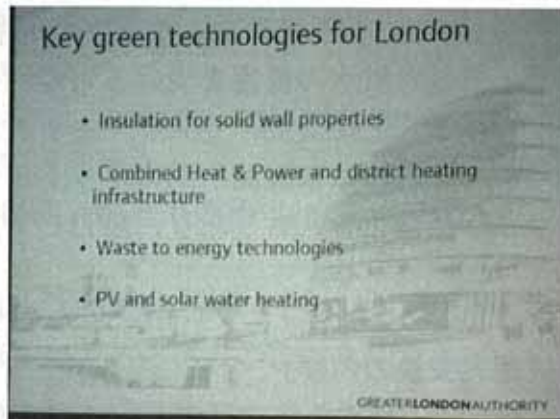 Key green technologies for London
• Insulation for solid wall properties
• Combined Heat & Power and district heating
infrastructure
• Waste to energy technologies
• PV and solar water heating
GREATERLONDONAUTHORITY